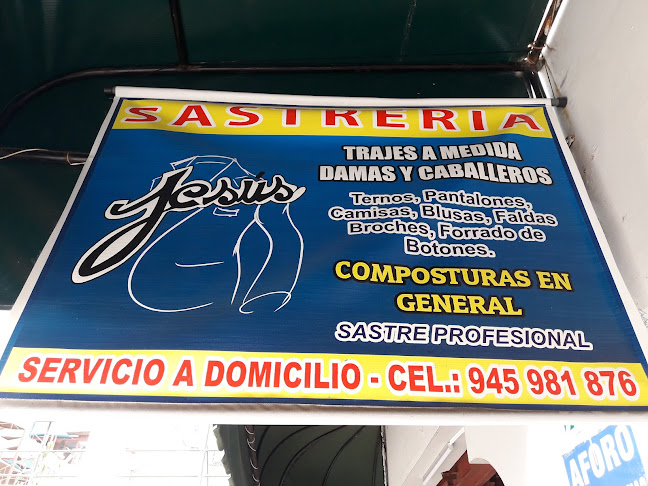 SASTRERIA
Jesús
TRAJES A MEDIDA
DAMAS Y CABALLEROS
Ternos, Pantalones,
Camisas, Blusas, Faldas
Broches, Forrado de
Botones.
COMPOSTURAS EN
GENERAL
SASTRE PROFESIONAL
SERVICIO A DOMICILIO - CEL.: 945 981 876
AFORO